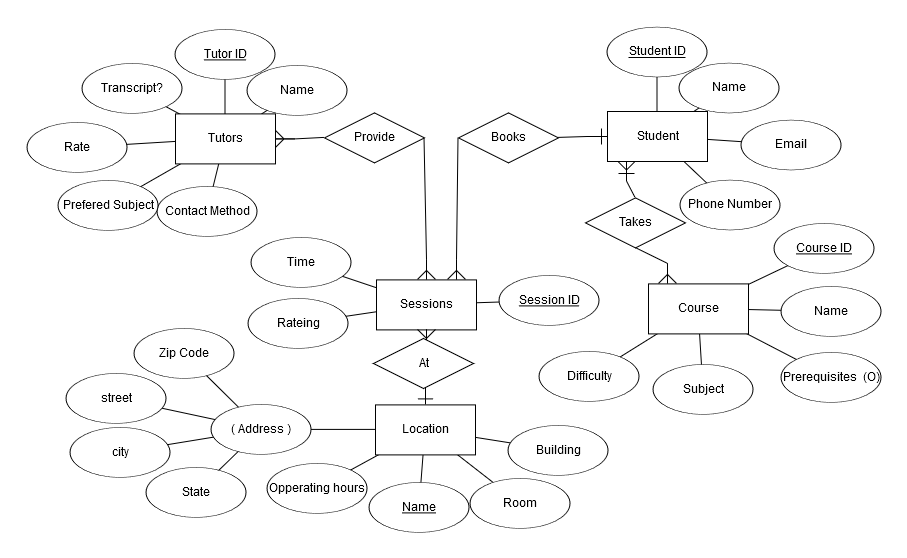 Tutor ID
Student ID
Transcript?
Name
Name
Tutors
Provide
Books
Student
Rate
Email
Prefered Subject
Contact Method
Phone Number
Takes
Course ID
Time
Sessions
Session ID
Course
Name
Rateing
Zip Code
At
Difficulty
Subject
Prerequisites (O)
street
( Address )
Location
city
Building
State
Opperating hours
Name
Room